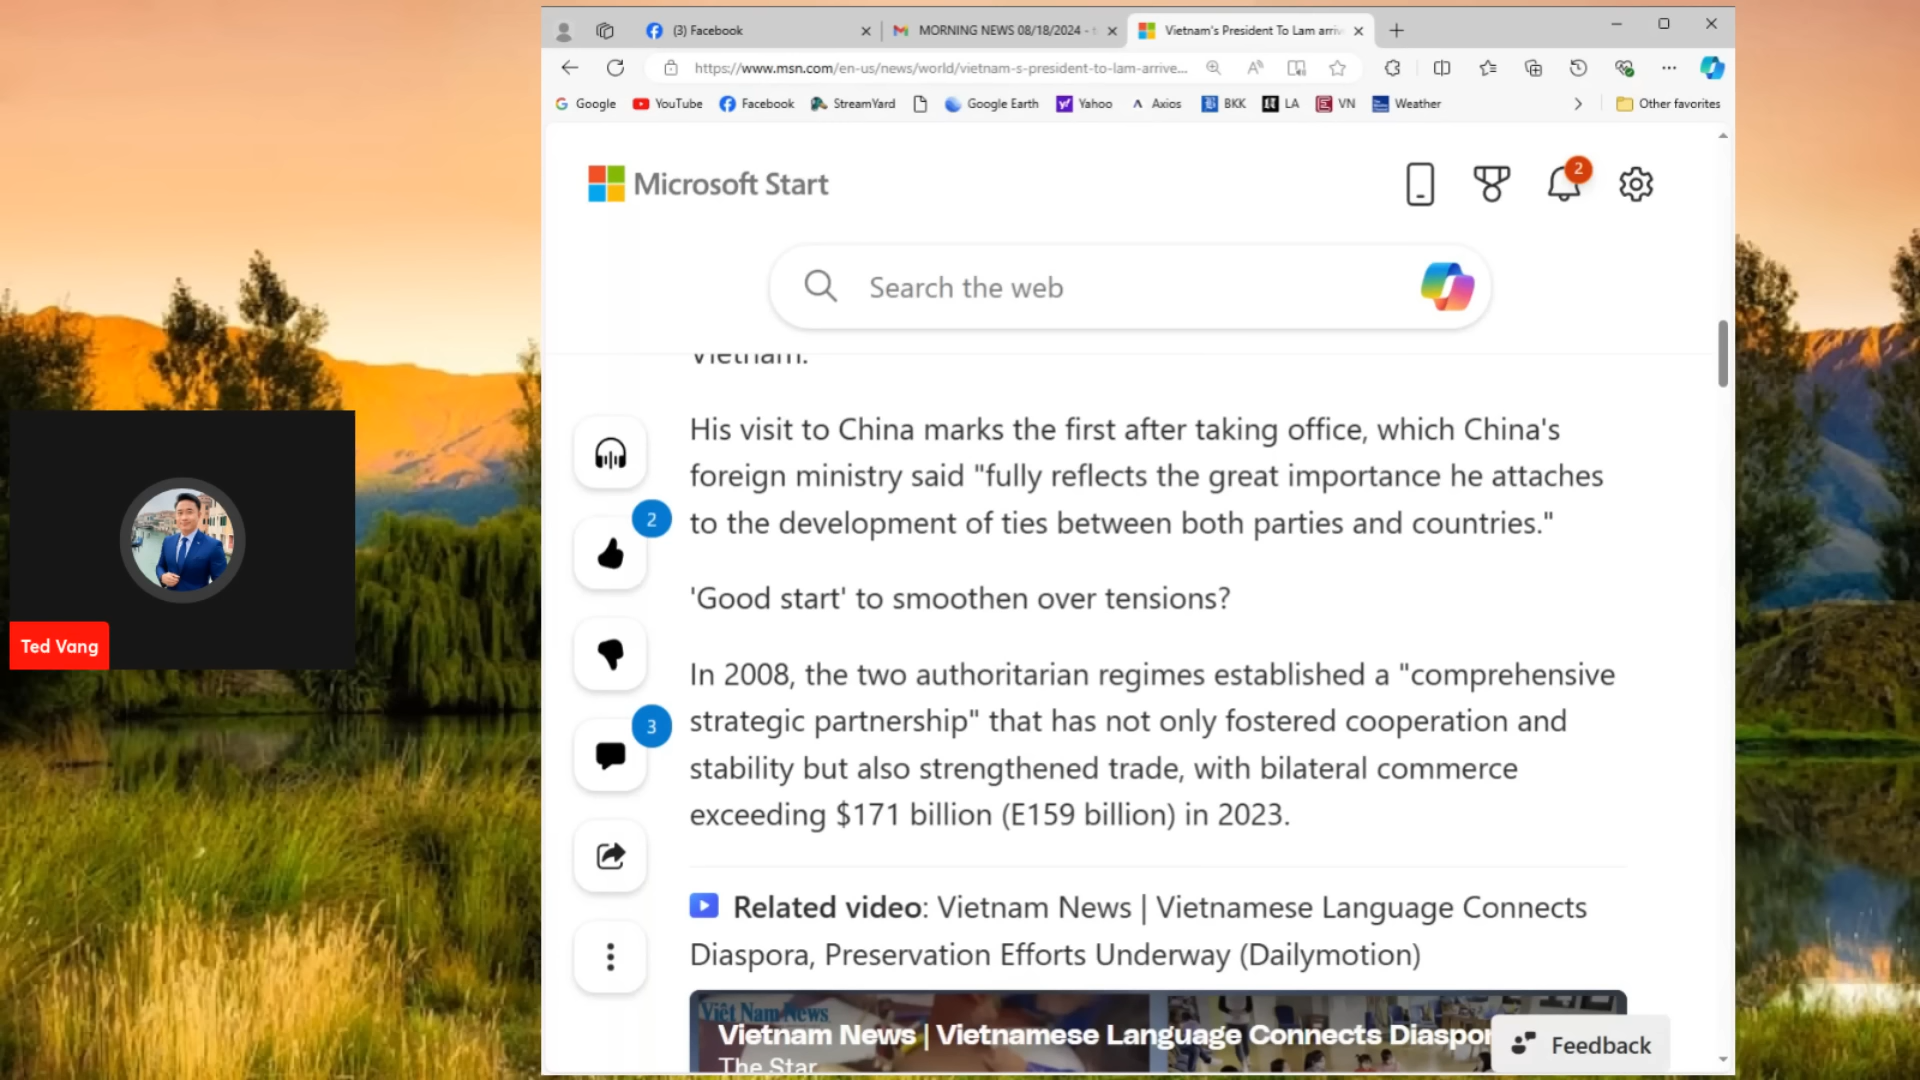 (3) Facebook
MORNING NEWS 08/18/2024 -
Vietnam's President To Lam arriv
https://www.msn.com/en-us/news/world/vietnam-s-president-to-lam-arrive...
Google
YouTube
Facebook
StreamYard
Google Earth
Yahoo
Axios
BKK
LA
VN
Weather
Other favorites
Microsoft Start
2
Search the web
Vietnam.
His visit to China marks the first after taking office, which China's
foreign ministry said "fully reflects the great importance he attaches
to the development of ties between both parties and countries."
2
'Good start' to smoothen over tensions?
In 2008, the two authoritarian regimes established a "comprehensive
strategic partnership" that has not only fostered cooperation and
stability but also strengthened trade, with bilateral commerce
exceeding $171 billion (E159 billion) in 2023.
3
Related video: Vietnam News | Vietnamese Language Connects
Diaspora, Preservation Efforts Underway (Dailymotion)
Việt Nam News
Vietnam News | Vietnamese Language Connects Diaspor
The Star
Feedback
Ted Vang